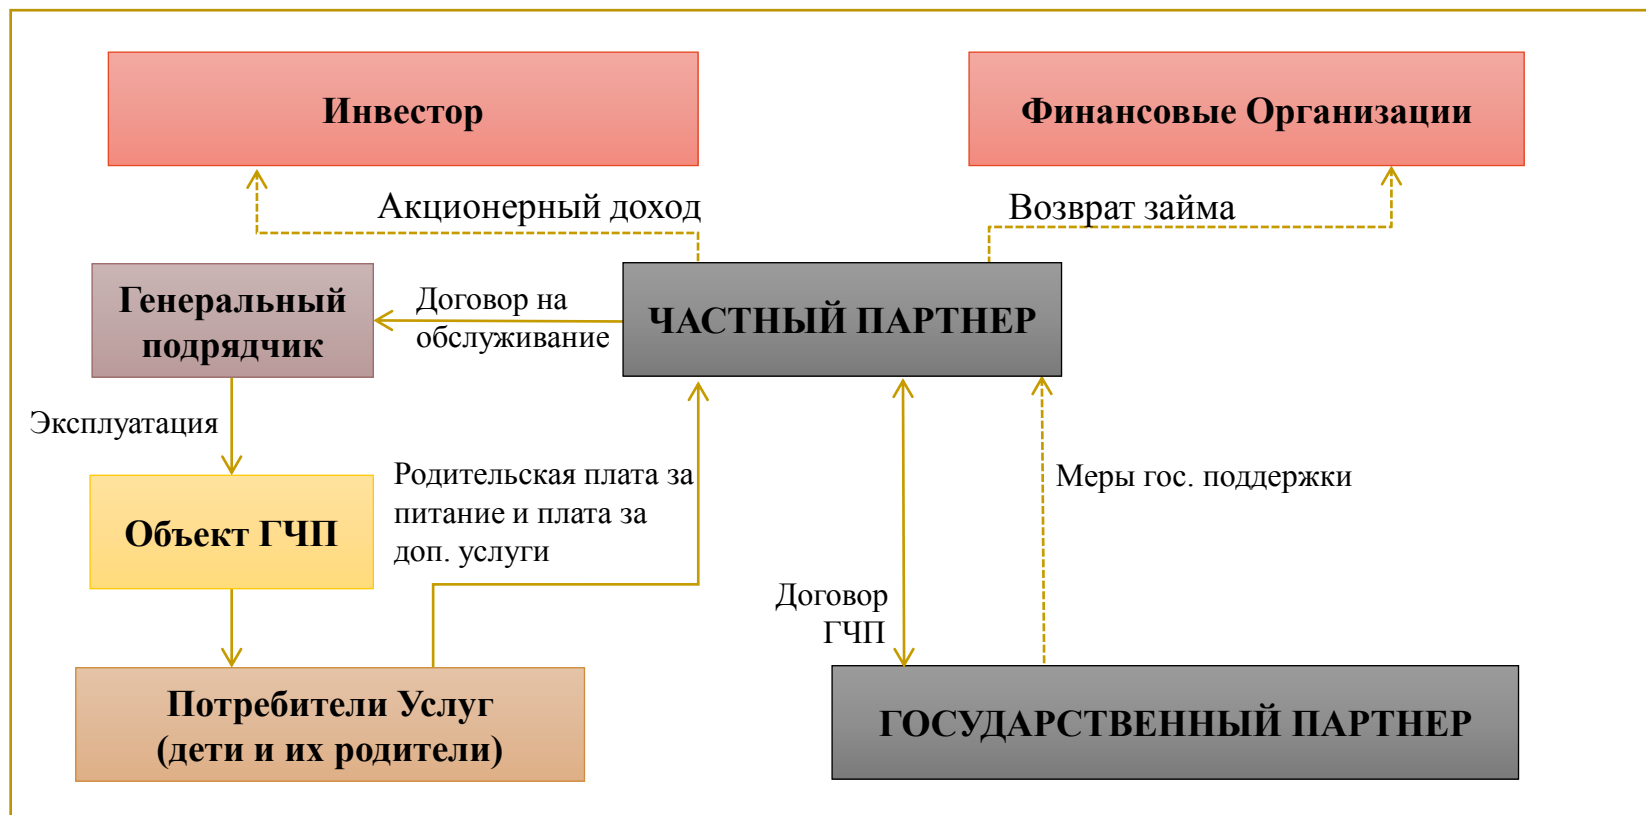 Инвестор
Финансовые Организации
Акционерный доход
Возврат займа
Генеральный
подрядчик
Договор на
обслуживание
ЧАСТНЫЙ ПАРТНЕР
Эксплуатация
Родительская плата за
питание и плата за
доп. услуги
Меры гос. поддержки
Объект ГЧП
Договор
ГЧП
Потребители Услуг
(дети и их родители)
ГОСУДАРСТВЕННЫЙ ПАРТНЕР